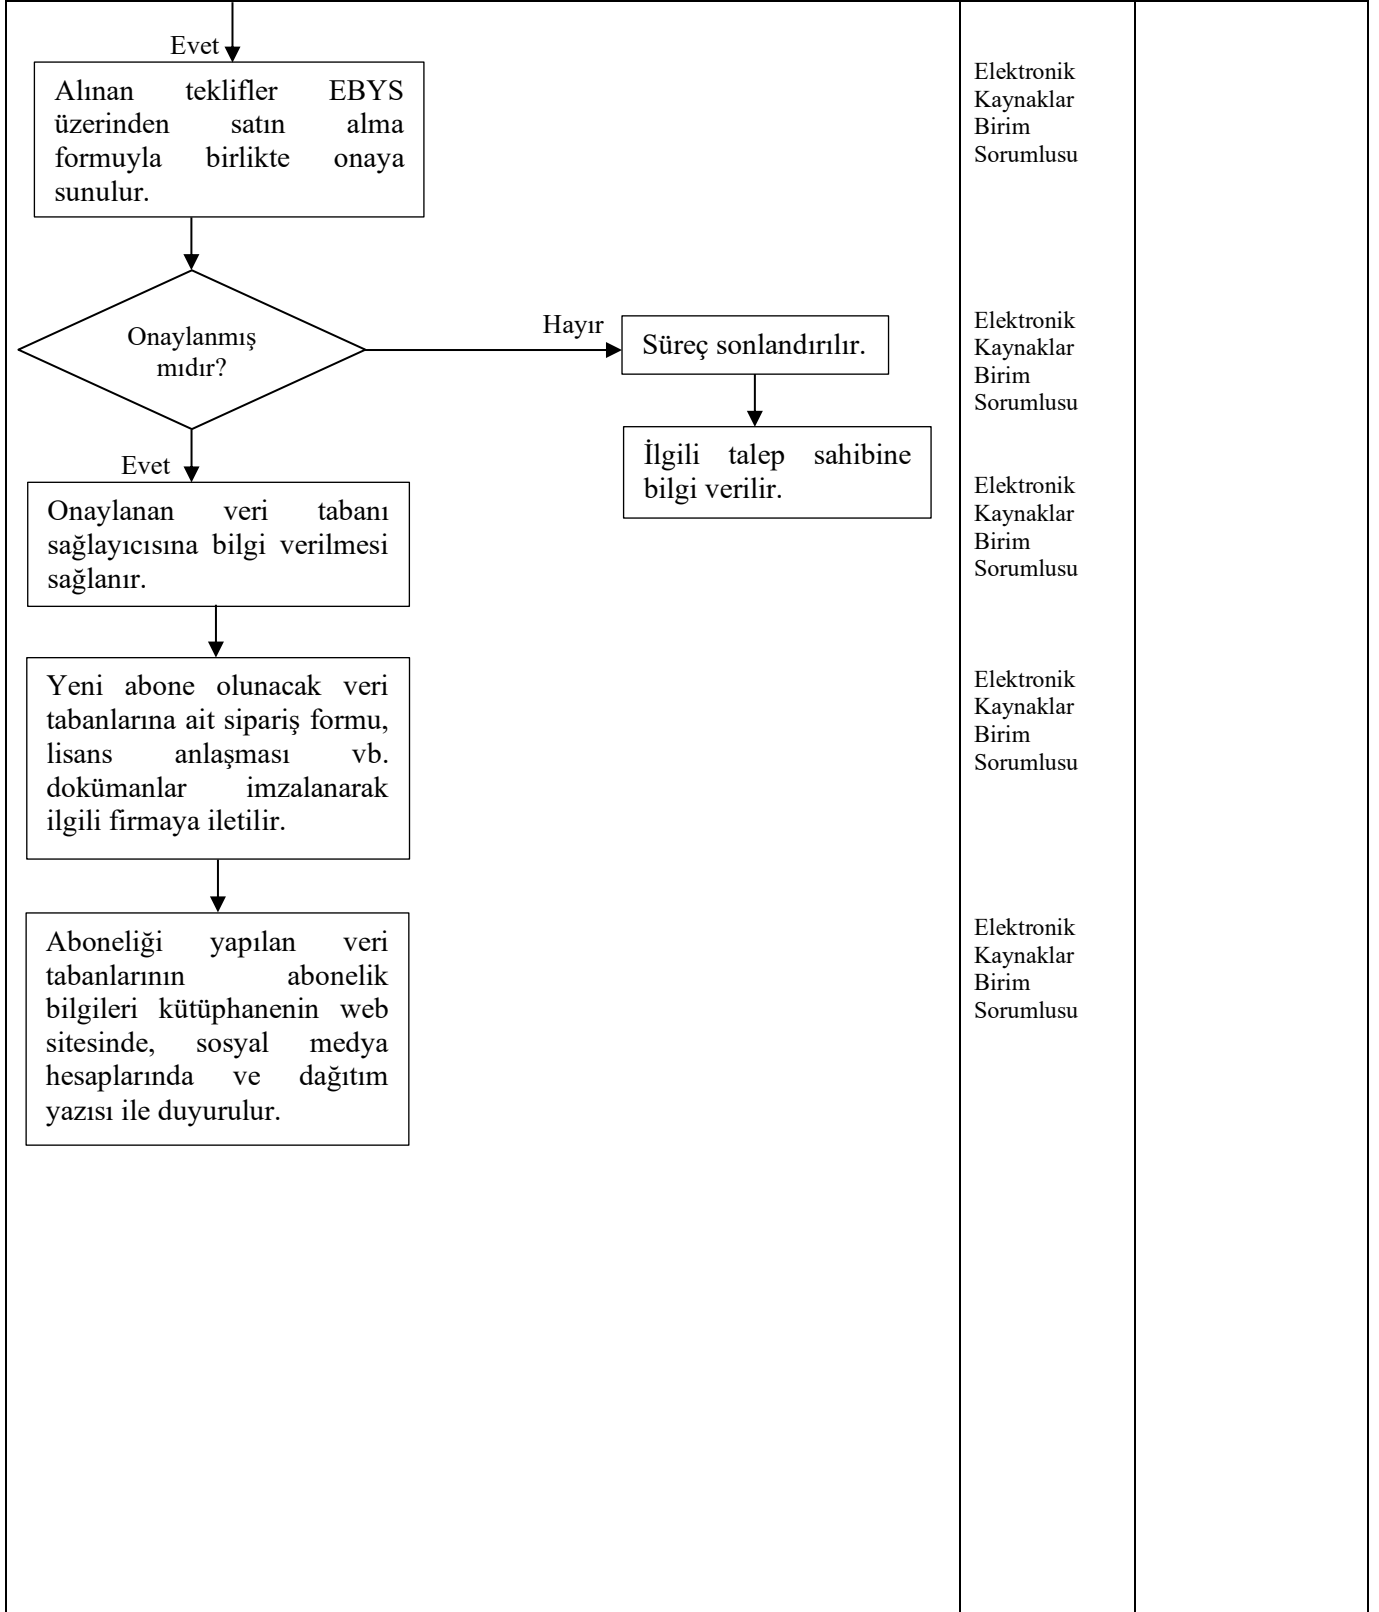 Evet
Alınan teklifler EBYS
üzerinden satın alma
formuyla birlikte onaya
sunulur.
Elektronik
Kaynaklar
Birim
Sorumlusu
Onaylanmış
mıdır?
Hayır
Süreç sonlandırılır.
Elektronik
Kaynaklar
Birim
Sorumlusu
İlgili talep sahibine
bilgi verilir.
Evet
Onaylanan veri tabanı
sağlayıcısına bilgi verilmesi
sağlanır.
Elektronik
Kaynaklar
Birim
Sorumlusu
Yeni abone olunacak veri
tabanlarına ait sipariş formu,
lisans anlaşması vb.
dokümanlar imzalanarak
ilgili firmaya iletilir.
Elektronik
Kaynaklar
Birim
Sorumlusu
Aboneliği yapılan veri
tabanlarının abonelik
bilgileri kütüphanenin web
sitesinde, sosyal medya
hesaplarında ve dağıtım
yazısı ile duyurulur.
Elektronik
Kaynaklar
Birim
Sorumlusu